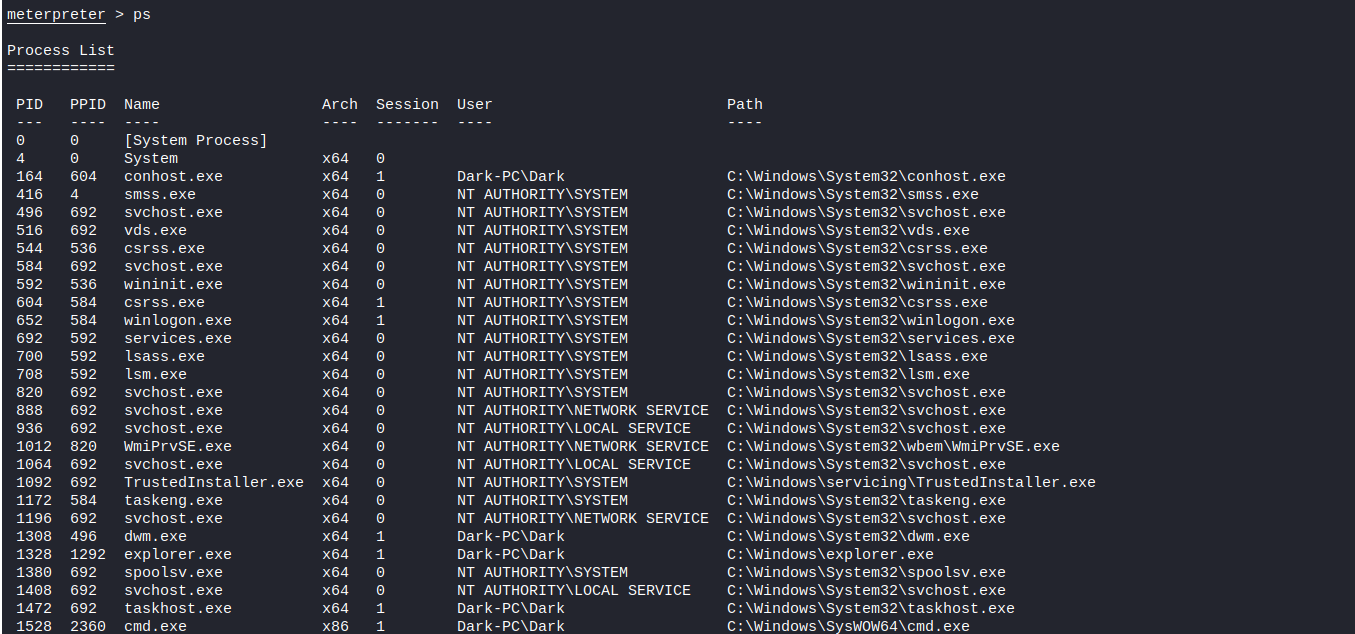 meterpreter > ps
Process List
============
PID PPID Name Arch Session User Path
--- ---- ---- ---- ------- ---- ----
0 0 [System Process]
4 0 System x64 0
164 604 conhost.exe x64 1 Dark-PC\Dark C:\Windows\System32\conhost.exe
416 4 smss.exe x64 0 NT AUTHORITY\SYSTEM C:\Windows\System32\smss.exe
496 692 svchost.exe x64 0 NT AUTHORITY\SYSTEM C:\Windows\System32\svchost.exe
516 692 vds.exe x64 0 NT AUTHORITY\SYSTEM C:\Windows\System32\vds.exe
544 536 csrss.exe x64 0 NT AUTHORITY\SYSTEM C:\Windows\System32\csrss.exe
584 692 svchost.exe x64 0 NT AUTHORITY\SYSTEM C:\Windows\System32\svchost.exe
592 536 wininit.exe x64 0 NT AUTHORITY\SYSTEM C:\Windows\System32\wininit.exe
604 584 csrss.exe x64 1 NT AUTHORITY\SYSTEM C:\Windows\System32\csrss.exe
652 584 winlogon.exe x64 1 NT AUTHORITY\SYSTEM C:\Windows\System32\winlogon.exe
692 592 services.exe x64 0 NT AUTHORITY\SYSTEM C:\Windows\System32\services.exe
700 592 lsass.exe x64 0 NT AUTHORITY\SYSTEM C:\Windows\System32\lsass.exe
708 592 lsm.exe x64 0 NT AUTHORITY\SYSTEM C:\Windows\System32\lsm.exe
820 692 svchost.exe x64 0 NT AUTHORITY\SYSTEM C:\Windows\System32\svchost.exe
888 692 svchost.exe x64 0 NT AUTHORITY\NETWORK SERVICE C:\Windows\System32\svchost.exe
936 692 svchost.exe x64 0 NT AUTHORITY\LOCAL SERVICE C:\Windows\System32\svchost.exe
1012 820 WmiPrvSE.exe x64 0 NT AUTHORITY\NETWORK SERVICE C:\Windows\System32\wbem\WmiPrvSE.exe
1064 692 svchost.exe x64 0 NT AUTHORITY\LOCAL SERVICE C:\Windows\System32\svchost.exe
1092 692 TrustedInstaller.exe x64 0 NT AUTHORITY\SYSTEM C:\Windows\servicing\TrustedInstaller.exe
1172 584 taskeng.exe x64 0 NT AUTHORITY\SYSTEM C:\Windows\System32\taskeng.exe
1196 692 svchost.exe x64 0 NT AUTHORITY\NETWORK SERVICE C:\Windows\System32\svchost.exe
1308 496 dwm.exe x64 1 Dark-PC\Dark C:\Windows\System32\dwm.exe
1328 1292 explorer.exe x64 1 Dark-PC\Dark C:\Windows\explorer.exe
1380 692 spoolsv.exe x64 0 NT AUTHORITY\SYSTEM C:\Windows\System32\spoolsv.exe
1408 692 svchost.exe x64 0 NT AUTHORITY\LOCAL SERVICE C:\Windows\System32\svchost.exe
1472 692 taskhost.exe x64 1 Dark-PC\Dark C:\Windows\System32\taskhost.exe
1528 2360 cmd.exe x86 1 Dark-PC\Dark C:\Windows\SysWOW64\cmd.exe